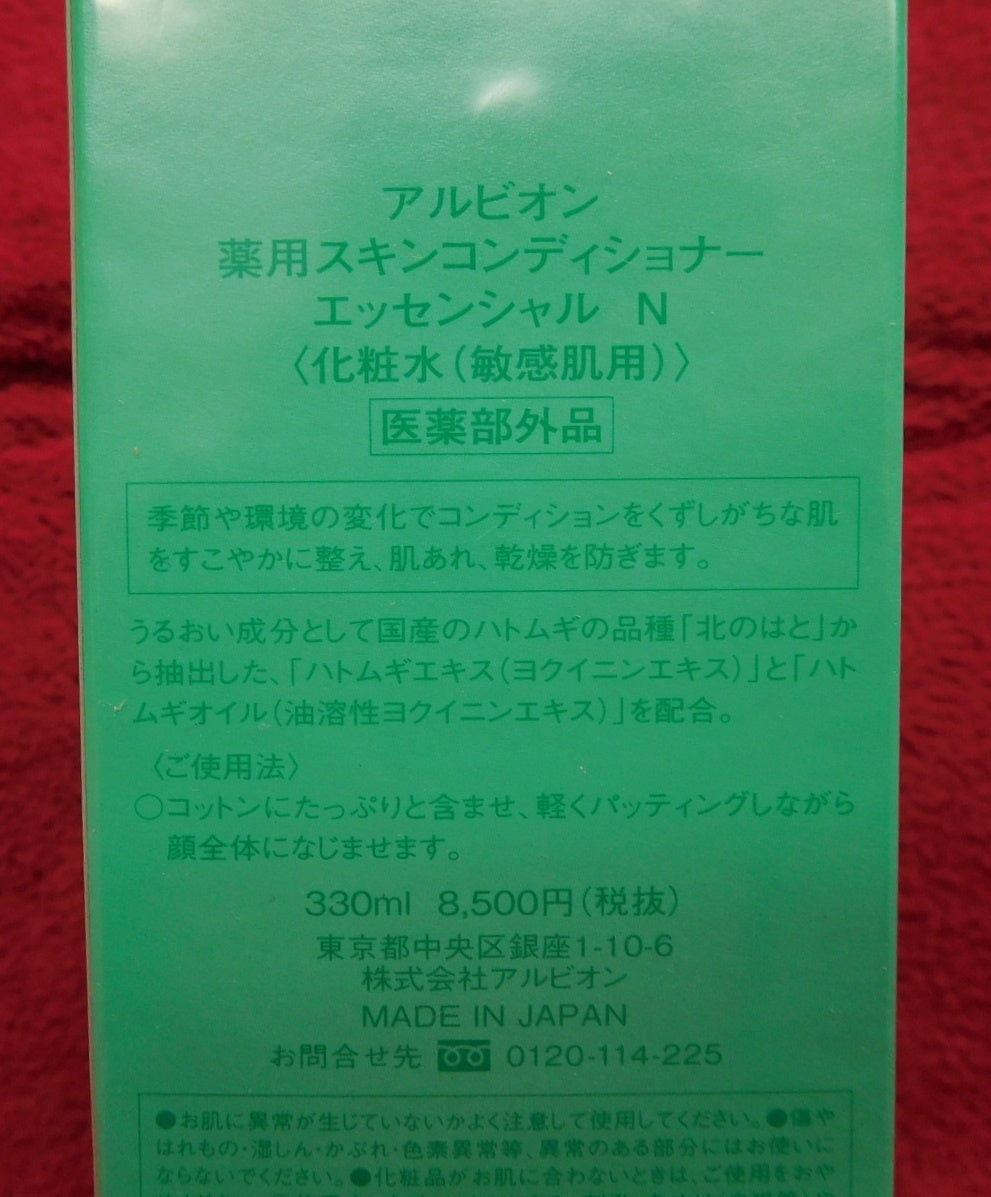 アルビオン
薬用スキンコンディショナー
エッセンシャル N
〈化粧水(敏感肌用)〉
医薬部外品
季節や環境の変化でコンディションをくずしがちな肌
をすこやかに整え、肌あれ、乾燥を防ぎます。
うるおい成分として国産のハトムギの品種「北のはと」か
ら抽出した、「ハトムギエキス(ヨクイニンエキス)」と「ハト
ムギオイル(油溶性ヨクイニンエキス)」を配合。
〈ご使用法〉
○コットンにたっぷりと含ませ、軽くパッティングしながら
顔全体になじませます。
330ml 8,500円(税抜)
東京都中央区銀座1-10-6
株式会社アルビオン
MADE IN JAPAN
お問合せ先 0120-114-225
●お肌に異常が生じていないかよく注意して使用してください。●傷や
はれもの・湿しん・かぶれ・色素異常等、異常のある部分にはお使いに
ならないでください。●化粧品がお肌に合わないときは、ご使用をおや